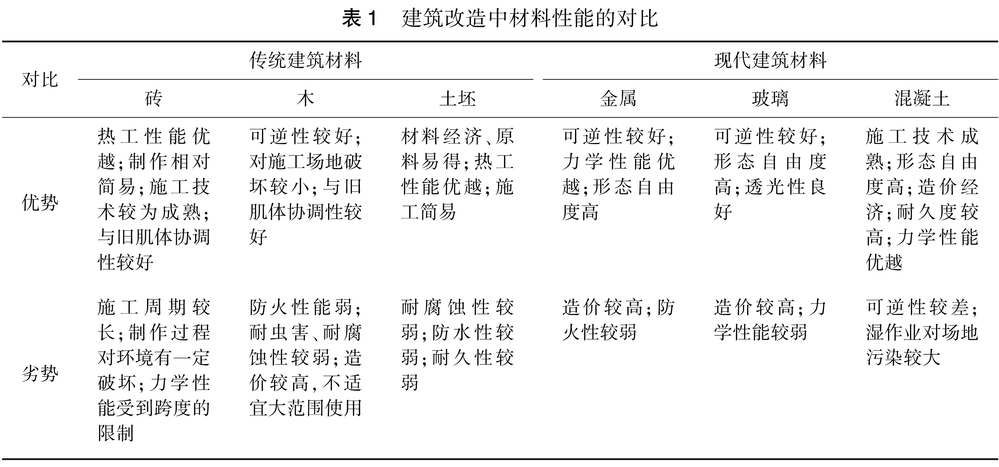 表 1 建筑改造中材料性能的对比
对比
传统建筑材料
现代建筑材料
砖
木
土坯
金属
玻璃
混凝土
优势
热工性能优
越;制作相对
简易;施工技
术较为成熟;
与旧肌体协调
性较好
可逆性较好;
对施工场地破
坏较小;与旧
肌体协调性较
好
材料经济、原
料易得;热工
性能优越;施
工简易
可逆性较好;
力学性能优
越;形态自由
度高
可逆性较好;
形态自由度
高;透光性良
好
施工技术成
熟;形态自由
度高;造价经
济;耐久度较
高;力学性能
优越
劣势
施工周期较
长;制作过程
对环境有一定
破坏;力学性
能受到跨度的
限制
防火性能弱;
耐虫害、耐腐
蚀性较弱;造
价较高,不适
宜大范围使用
耐腐蚀性较
弱;防水性较
弱;耐久性较
弱
造价较高;防
火性较弱
造价较高;力
学性能较弱
可逆性较差;
湿作业对场地
污染较大